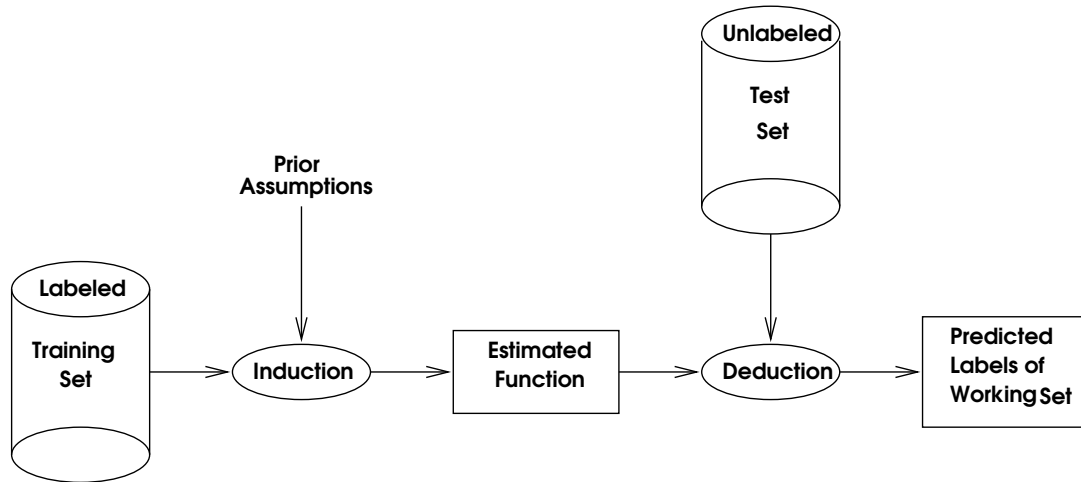 Unlabeled
Test
Set
Prior
Assumptions
Labeled
Training
Set
Induction
Estimated
Function
Deduction
Predicted
Labels of
Working Set